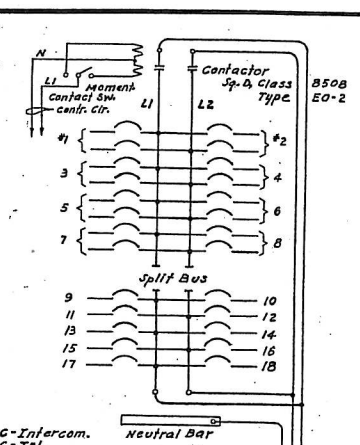 N
L1
Moment.
Contact Sw.
Contr. Cir.
Contactor
Sq. D, Class 8508
Type EO-2
L1 L2
#1 #2
3 4
5 6
7 8
Split Bus
9 10
11 12
13 14
15 16
17 18
Neutral Bar
C-Intercom.